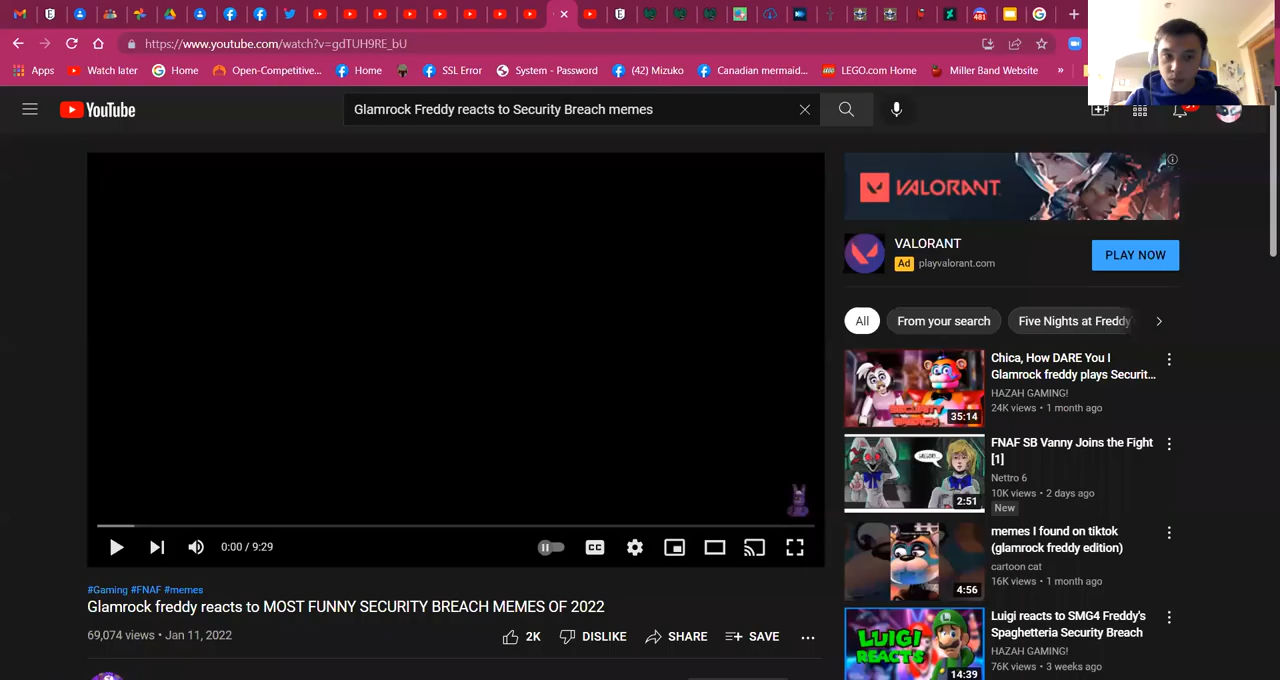 481
https://www.youtube.com/watch?v=gdTUH9RE_bU
Apps
Watch later
Home
Open-Competitive...
Home
SSL Error
System - Password
(42) Mizuko
Canadian mermaid...
LEGO.com Home
Miller Band Website
»
YouTube
Glamrock Freddy reacts to Security Breach memes
VALORANT
VALORANT
Ad playvalorant.com
PLAY NOW
All
From your search
Five Nights at Freddy'
Chica, How DARE You I
Glamrock freddy plays Securit...
HAZAH GAMING!
24K views • 1 month ago
SECURITY
BREACH
35:14
FNAF SB Vanny Joins the Fight
[1]
Nettro 6
10K views • 2 days ago
New
GREGORY...
2:51
memes I found on tiktok
(glamrock freddy edition)
cartoon cat
16K views • 1 month ago
4:56
Luigi reacts to SMG4 Freddy's
Spaghetteria Security Breach
HAZAH GAMING!
76K views • 3 weeks ago
LUIGI
REACTS
14:39
0:00 / 9:29
CC
#Gaming #FNAF #memes
Glamrock freddy reacts to MOST FUNNY SECURITY BREACH MEMES OF 2022
69,074 views • Jan 11, 2022
2K
DISLIKE
SHARE
SAVE